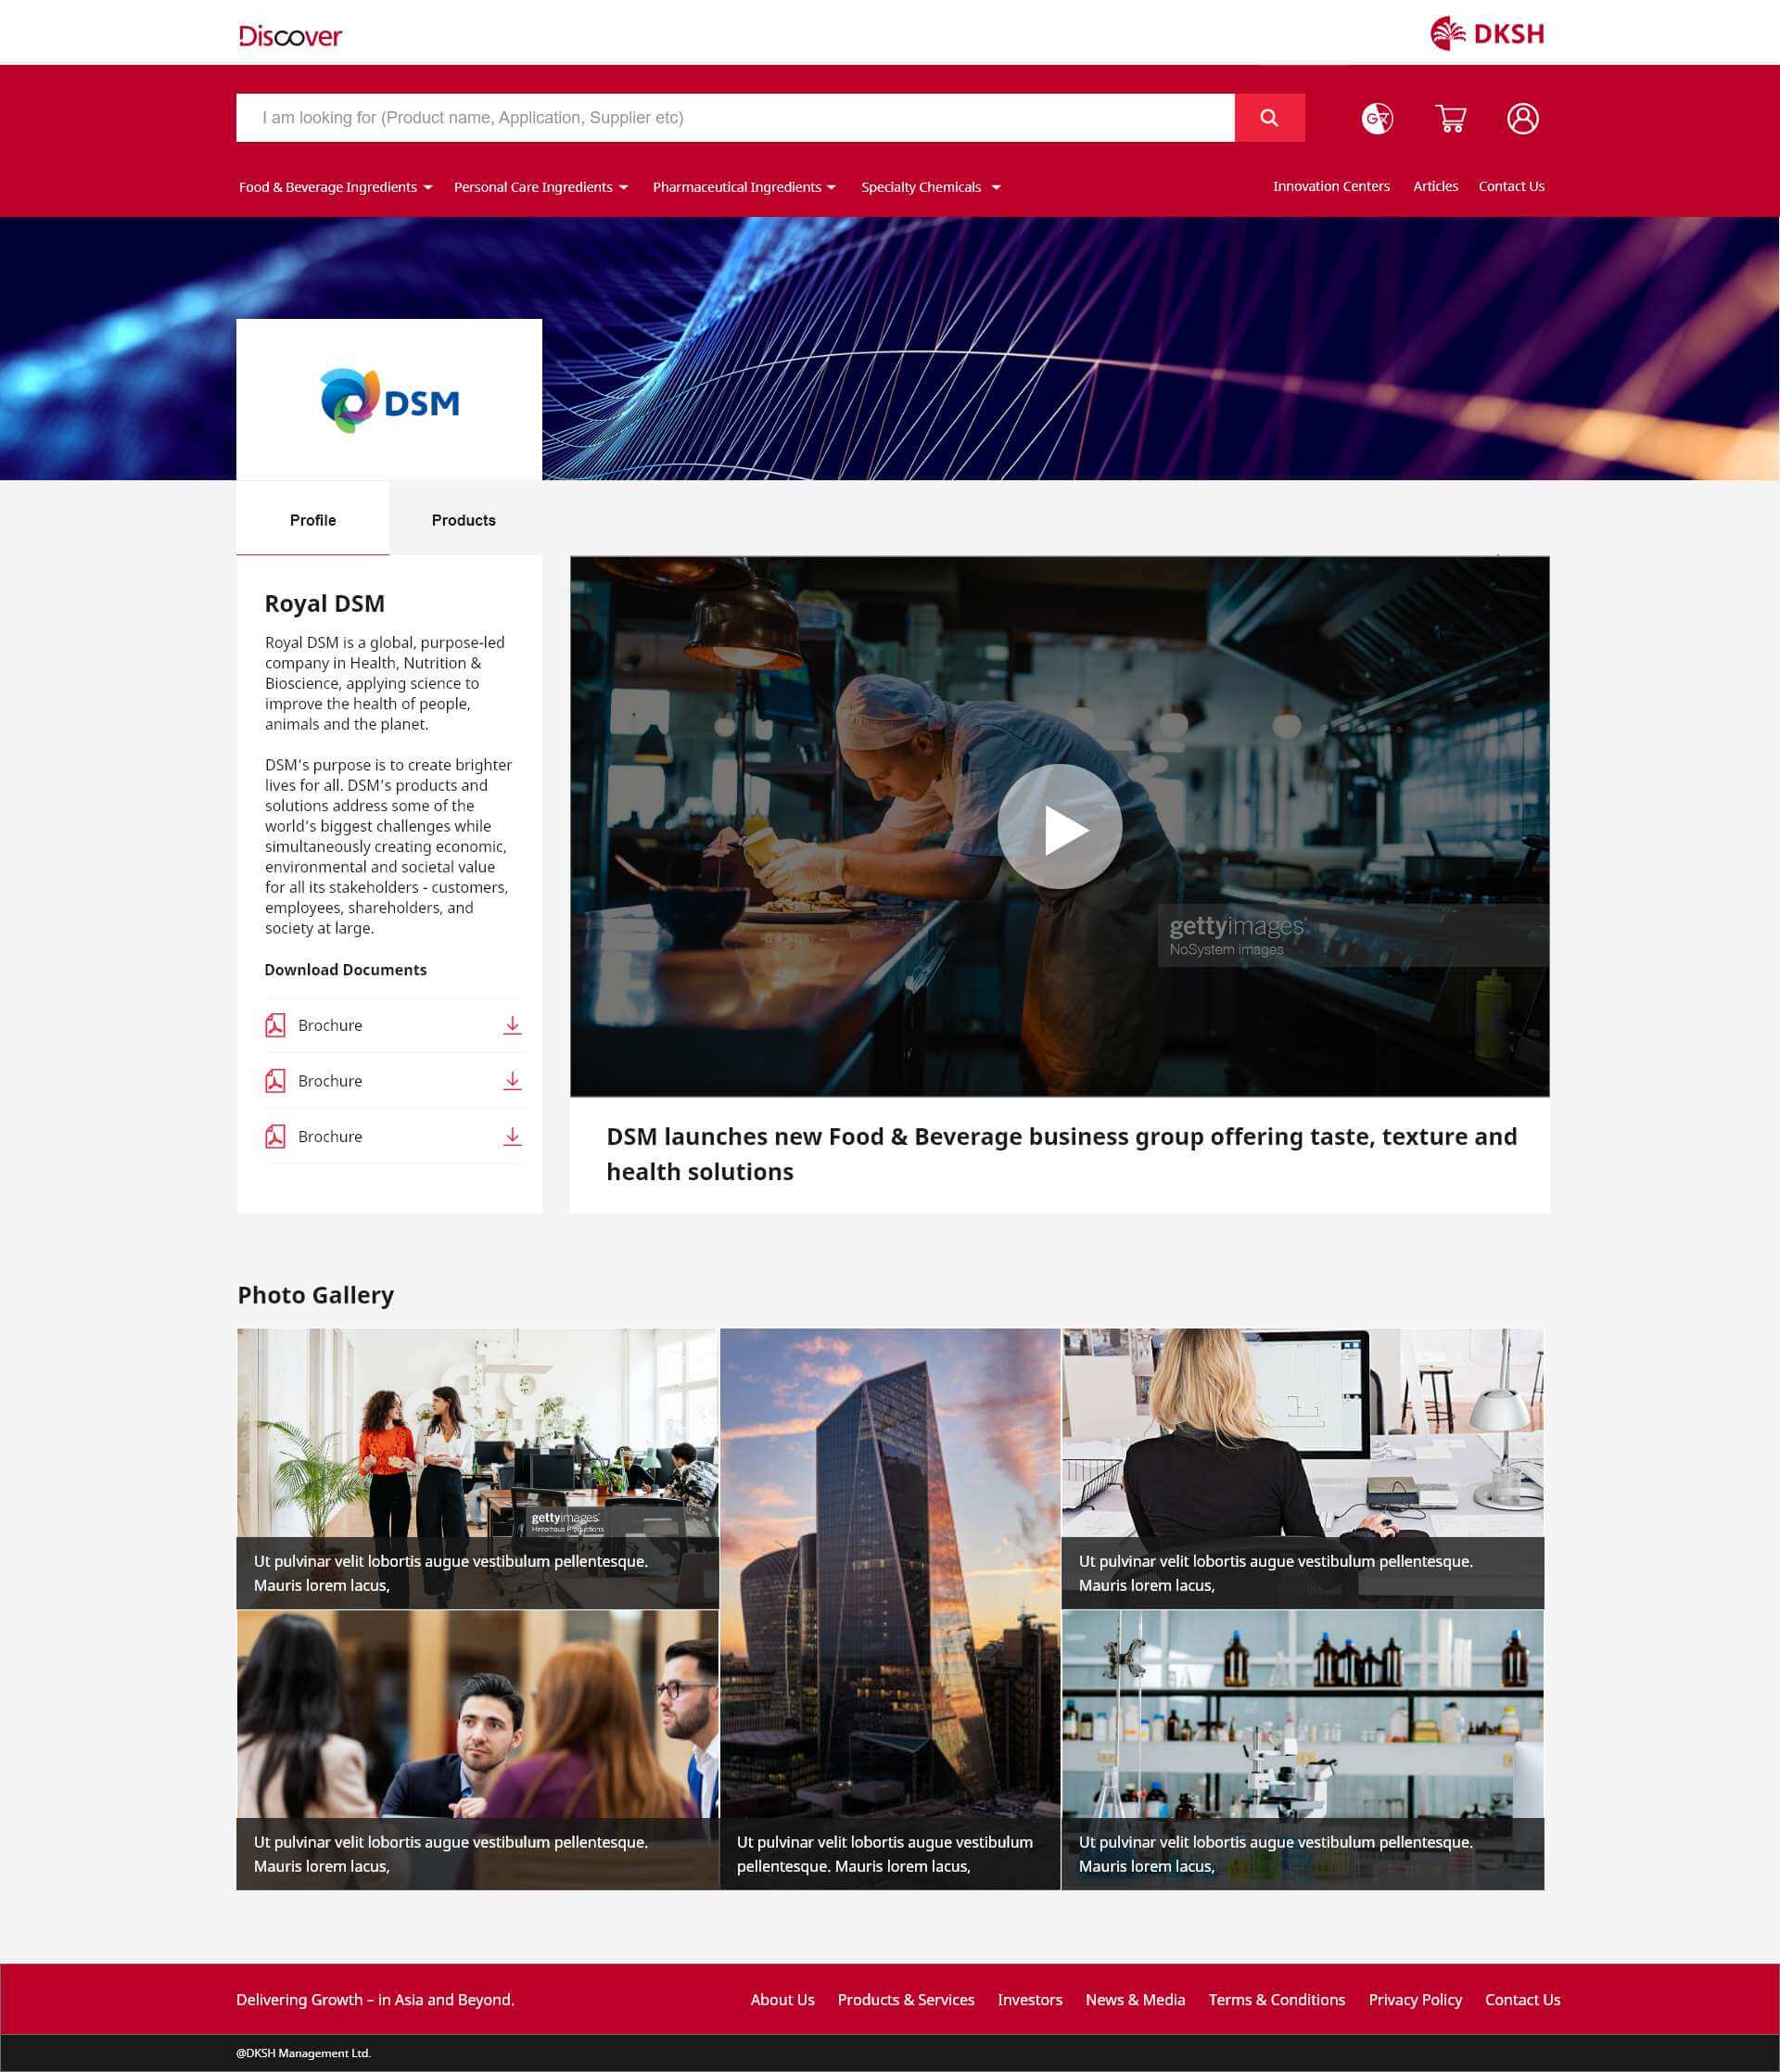 Discover
DKSH
I am looking for (Product name, Application, Supplier etc)
Food & Beverage Ingredients
Personal Care Ingredients
Pharmaceutical Ingredients
Specialty Chemicals
Innovation Centers
Articles
Contact Us
DSM
Profile
Products
Royal DSM
Royal DSM is a global, purpose-led
company in Health, Nutrition &
Bioscience, applying science to
improve the health of people,
animals and the planet.
DSM’s purpose is to create brighter
lives for all. DSM’s products and
solutions address some of the
world’s biggest challenges while
simultaneously creating economic,
environmental and societal value
for all its stakeholders - customers,
employees, shareholders, and
society at large.
Download Documents
Brochure
Brochure
Brochure
gettyimages
NoSystem images
DSM launches new Food & Beverage business group offering taste, texture and
health solutions
Photo Gallery
gettyimages
Hinterhaus Productions
Ut pulvinar velit lobortis augue vestibulum pellentesque.
Mauris lorem lacus,
Ut pulvinar velit lobortis augue vestibulum pellentesque.
Mauris lorem lacus,
Ut pulvinar velit lobortis augue vestibulum pellentesque.
Mauris lorem lacus,
Ut pulvinar velit lobortis augue vestibulum
pellentesque. Mauris lorem lacus,
Ut pulvinar velit lobortis augue vestibulum pellentesque.
Mauris lorem lacus,
Delivering Growth – in Asia and Beyond.
About Us
Products & Services
Investors
News & Media
Terms & Conditions
Privacy Policy
Contact Us
@DKSH Management Ltd.